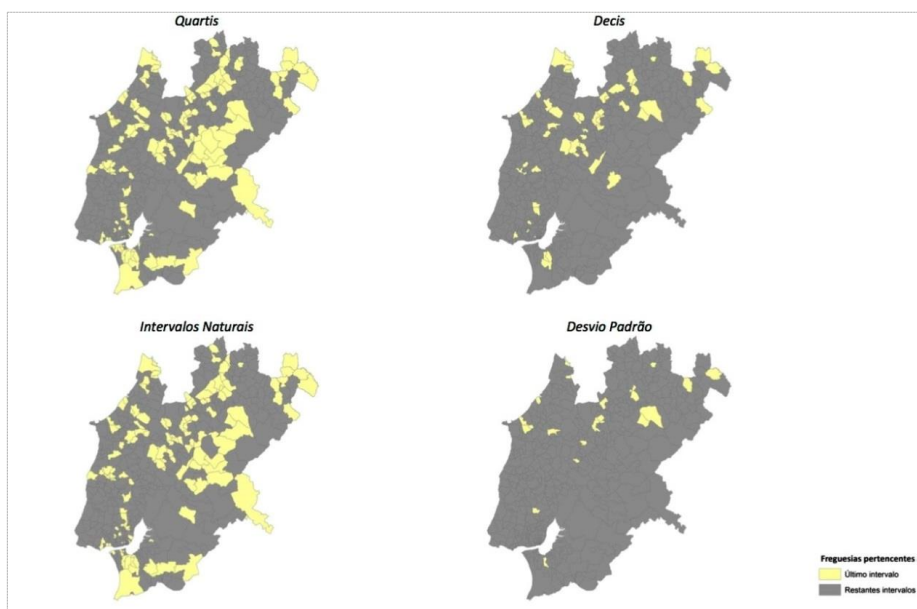 Quartis
Decis
Intervalos Naturais
Desvio Padrão
Freguesias pertencentes
Último intervalo
Restantes intervalos